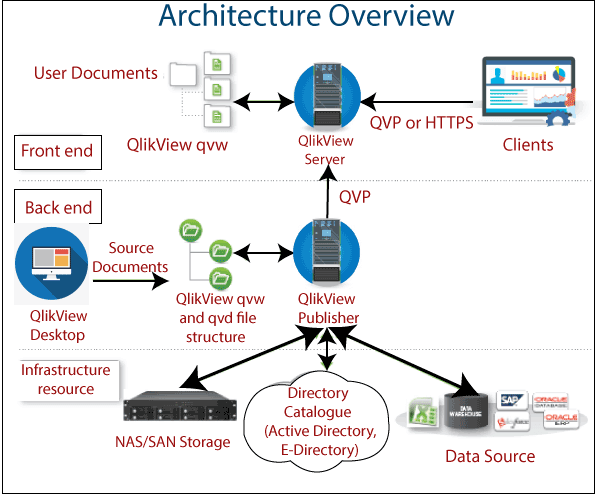 Architecture Overview
User Documents
QlikView qvw
QlikView
Server
QVP or HTTPS
Clients
Front end
QVP
Back end
Source
Documents
QlikView
Desktop
QlikView qvw
and qvd file
structure
QlikView
Publisher
Infrastructure
resource
NAS/SAN Storage
Directory
Catalogue
(Active Directory,
E-Directory)
DATA
WAREHOUSE
SAP
ORACLE
DATABASE
ORACLE
Data Source